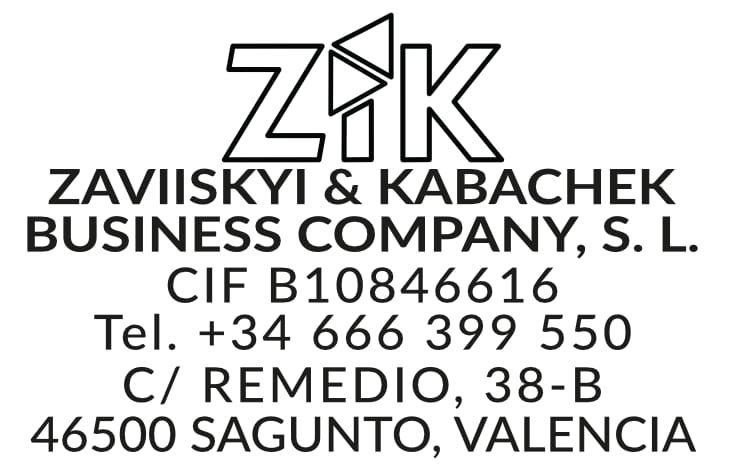 ZIK
ZAVIISKYI & KABACHEK
BUSINESS COMPANY, S. L.
CIF B10846616
Tel. +34 666 399 550
C/ REMEDIO, 38-B
46500 SAGUNTO, VALENCIA